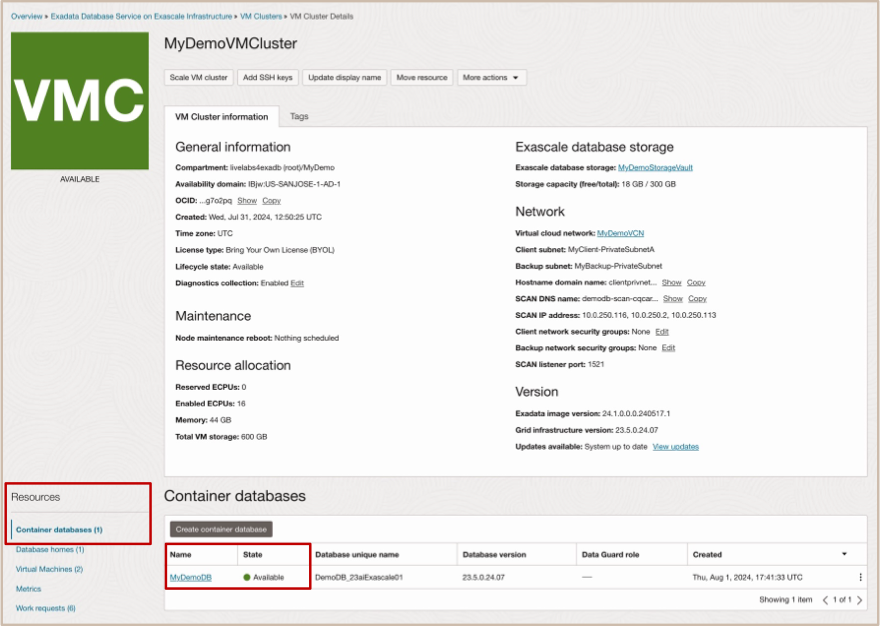 Overview » Exadata Database Service on Exascale Infrastructure » VM Clusters » VM Cluster Details
VMC
AVAILABLE
MyDemoVMCluster
Scale VM cluster Add SSH keys Update display name Move resource More actions
VM Cluster information Tags
General information
Compartment: livelabs4exadb (root)/MyDemo
Availability domain: IBjw:US-SANJOSE-1-AD-1
OCID: ...g7o2pq Show Copy
Created: Wed, Jul 31, 2024, 12:50:25 UTC
Time zone: UTC
License type: Bring Your Own License (BYOL)
Lifecycle state: Available
Diagnostics collection: Enabled Edit
Maintenance
Node maintenance reboot: Nothing scheduled
Resource allocation
Reserved ECPUs: 0
Enabled ECPUs: 16
Memory: 44 GB
Total VM storage: 600 GB
Exascale database storage
Exascale database storage: MyDemoStorageVault
Storage capacity (free/total): 18 GB / 300 GB
Network
Virtual cloud network: MyDemoVCN
Client subnet: MyClient-PrivateSubnetA
Backup subnet: MyBackup-PrivateSubnet
Hostname domain name: clientprivnet... Show Copy
SCAN DNS name: demodb-scan-cqcar... Show Copy
SCAN IP address: 10.0.250.116, 10.0.250.2, 10.0.250.113
Client network security groups: None Edit
Backup network security groups: None Edit
SCAN listener port: 1521
Version
Exadata image version: 24.1.0.0.0.240517.1
Grid infrastructure version: 23.5.0.24.07
Updates available: System up to date View updates
Resources
Container databases (1)
Database homes (1)
Virtual Machines (2)
Metrics
Work requests (6)
Container databases
Create container database
Name State Database unique name Database version Data Guard role Created
MyDemoDB Available DemoDB_23aiExascale01 23.5.0.24.07 — Thu, Aug 1, 2024, 17:41:33 UTC
Showing 1 item < 1 of 1 >